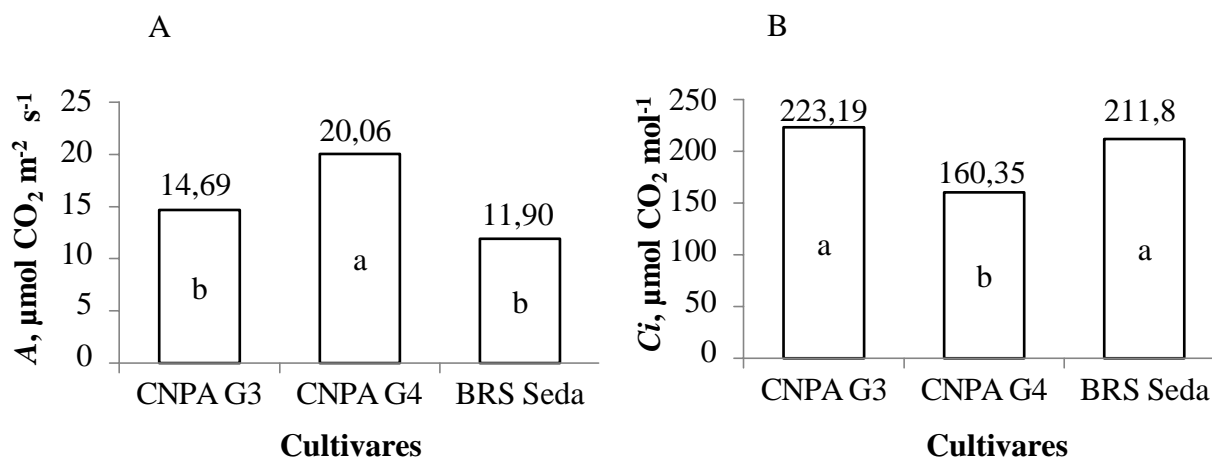 A
A, µmol CO2 m-2 s-1
25
20
15
10
5
0
14,69
20,06
11,90
b
a
b
CNPA G3
CNPA G4
BRS Seda
Cultivares
B
Ci, µmol CO2 mol-1
250
200
150
100
50
0
223,19
160,35
211,8
a
b
a
CNPA G3
CNPA G4
BRS Seda
Cultivares